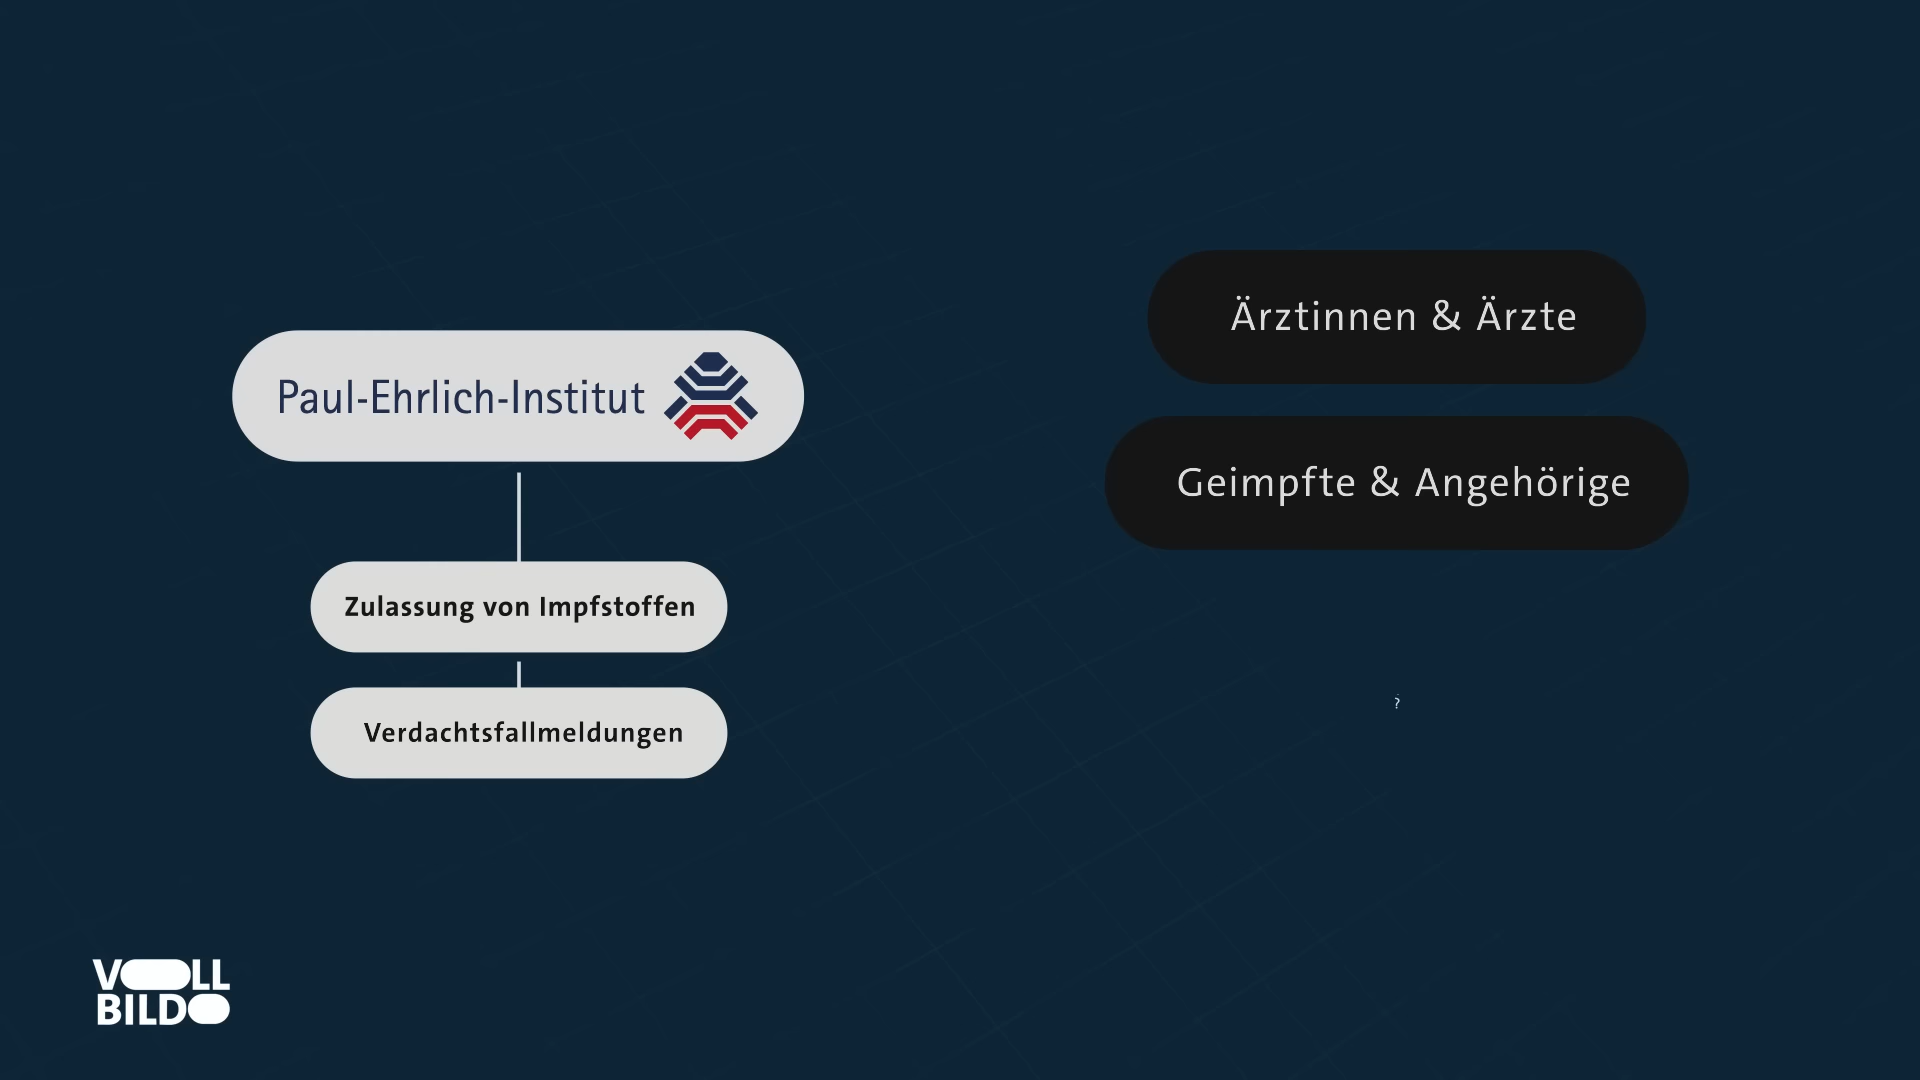 Paul-Ehrlich-Institut
Zulassung von Impfstoffen
Verdachtsfallmeldungen
Ärztinnen & Ärzte
Geimpfte & Angehörige
?
VOLL
BILD